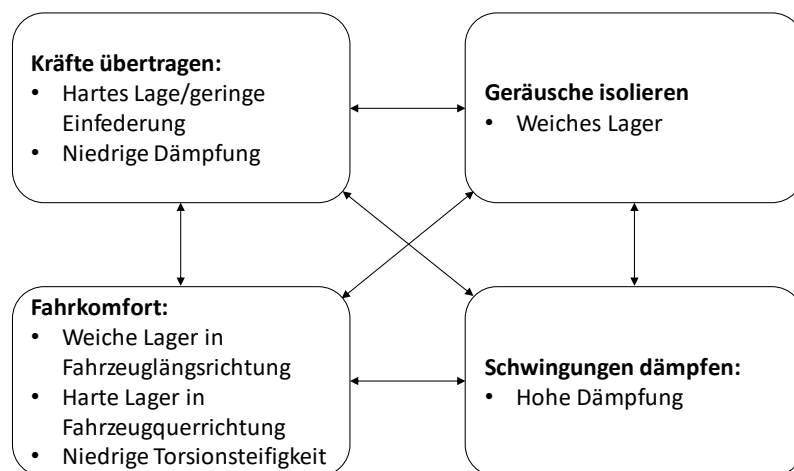 Kräfte übertragen:
• Hartes Lage/geringe
Einfederung
• Niedrige Dämpfung
Geräusche isolieren
• Weiches Lager
Fahrkomfort:
• Weiche Lager in
Fahrzeuglängsrichtung
• Harte Lager in
Fahrzeugquerrichtung
• Niedrige Torsionsteifigkeit
Schwingungen dämpfen:
• Hohe Dämpfung